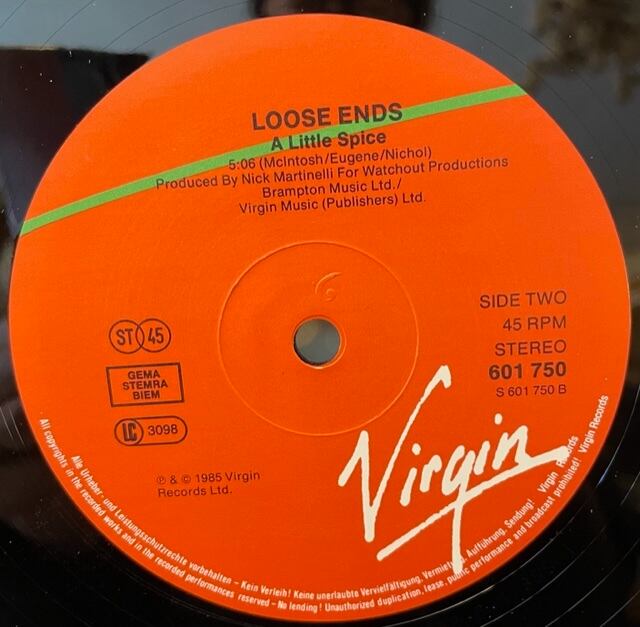 LOOSE ENDS
A Little Spice
5:06 (McIntosh/Eugene/Nichol)
Produced By Nick Martinelli For Watchout Productions
Brampton Music Ltd./
Virgin Music (Publishers) Ltd.
ST 45
GEMA
STEMRA
BIEM
LC 3098
SIDE TWO
45 RPM
STEREO
601 750
S 601 750 B
℗ & © 1985 Virgin
Records Ltd.
Virgin
Alle Urheber- und Leistungsschutzrechte vorbehalten – Kein Verleih! Keine unerlaubte Vervielfältigung, Vermietung, Aufführung, Sendung! Virgin Records
All copyrights in the recorded works and in the recorded performances reserved – No lending! Unauthorized duplication, lease, public performance and broadcast prohibited! Virgin Records